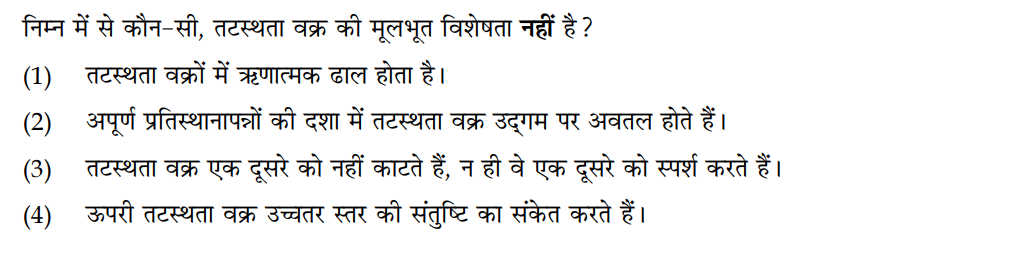 निम्न में से कौन-सी, तटस्थता वक्र की मूलभूत विशेषता नहीं है ?
(1) तटस्थता वक्रों में ऋणात्मक ढाल होता है।
(2) अपूर्ण प्रतिस्थानापन्नों की दशा में तटस्थता वक्र उद्गम पर अवतल होते हैं।
(3) तटस्थता वक्र एक दूसरे को नहीं काटते हैं, न ही वे एक दूसरे को स्पर्श करते हैं।
(4) ऊपरी तटस्थता वक्र उच्चतर स्तर की संतुष्टि का संकेत करते हैं।